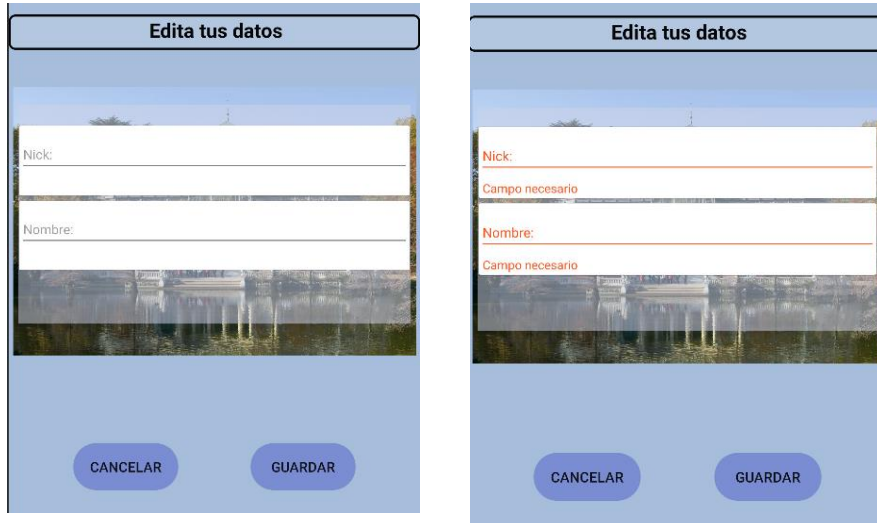 Edita tus datos
Nick:
Nombre:
CANCELAR GUARDAR
Edita tus datos
Nick:
Campo necesario
Nombre:
Campo necesario
CANCELAR GUARDAR